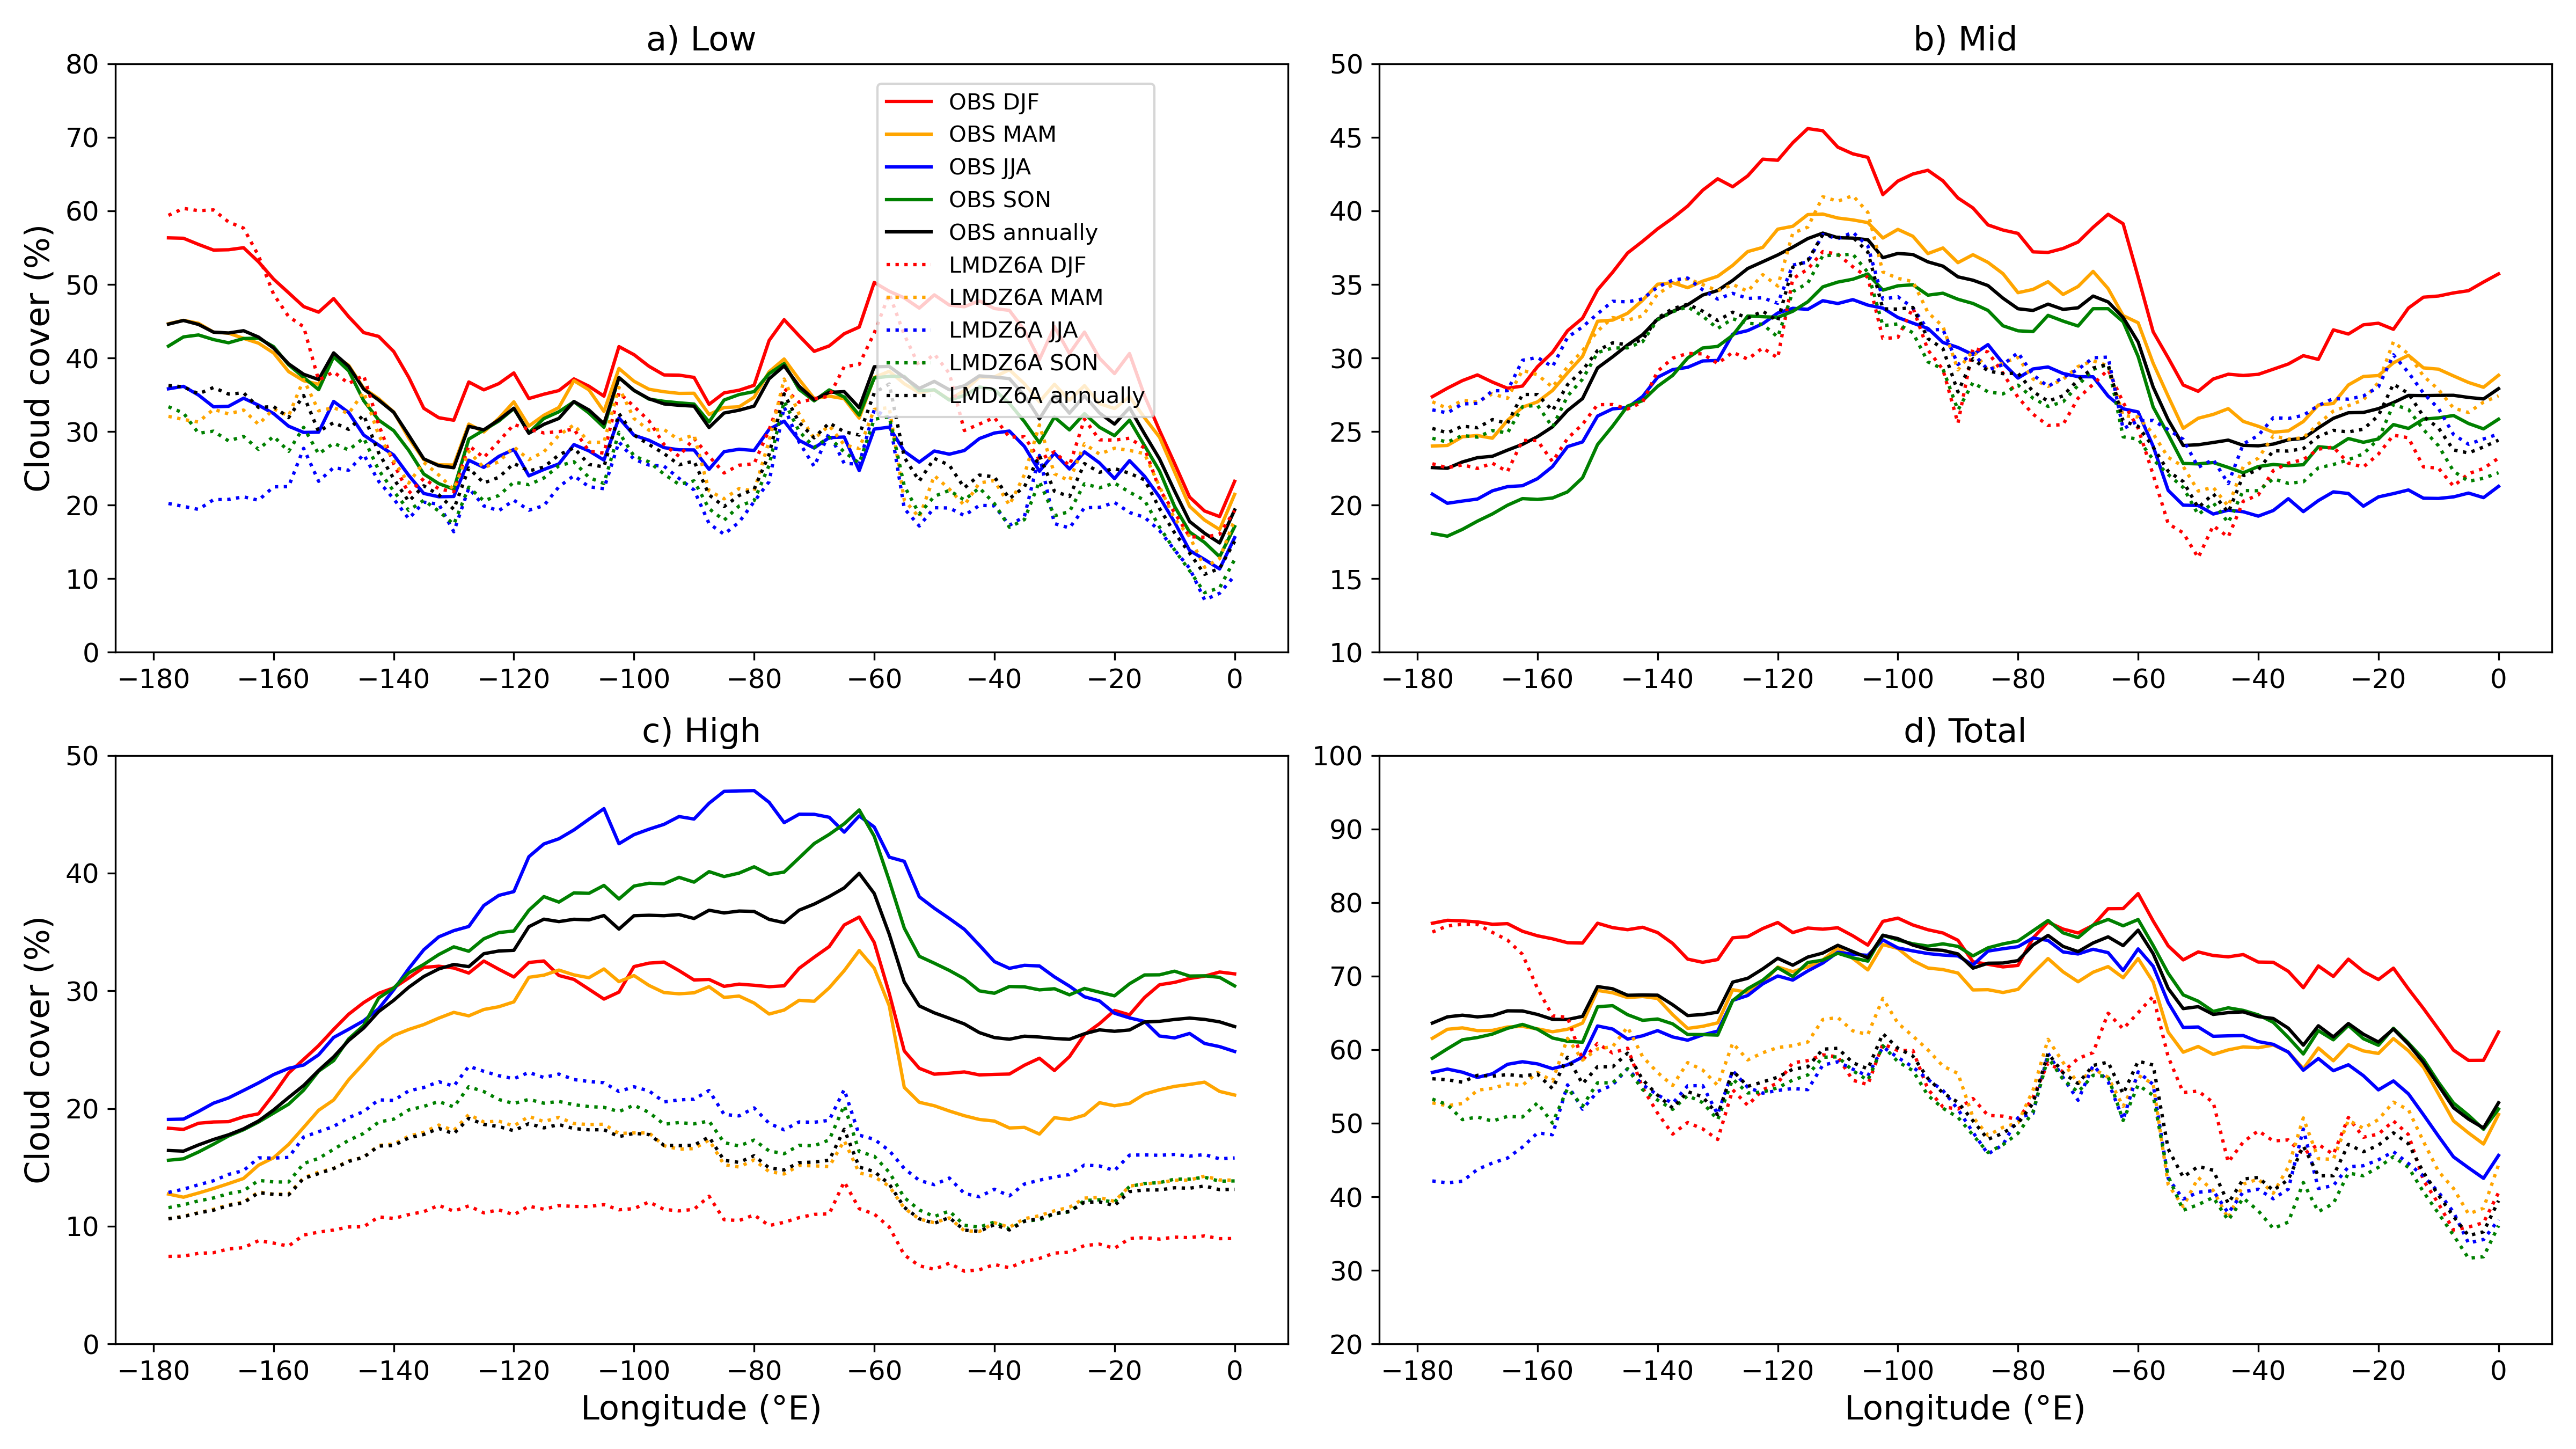 a) Low
Cloud cover (%)
80
70
60
50
40
30
20
10
0
−180 −160 −140 −120 −100 −80 −60 −40 −20 0
OBS DJF
OBS MAM
OBS JJA
OBS SON
OBS annually
LMDZ6A DJF
LMDZ6A MAM
LMDZ6A JJA
LMDZ6A SON
LMDZ6A annually
b) Mid
50
45
40
35
30
25
20
15
10
−180 −160 −140 −120 −100 −80 −60 −40 −20 0
c) High
Cloud cover (%)
50
40
30
20
10
0
−180 −160 −140 −120 −100 −80 −60 −40 −20 0
Longitude (°E)
d) Total
100
90
80
70
60
50
40
30
20
−180 −160 −140 −120 −100 −80 −60 −40 −20 0
Longitude (°E)